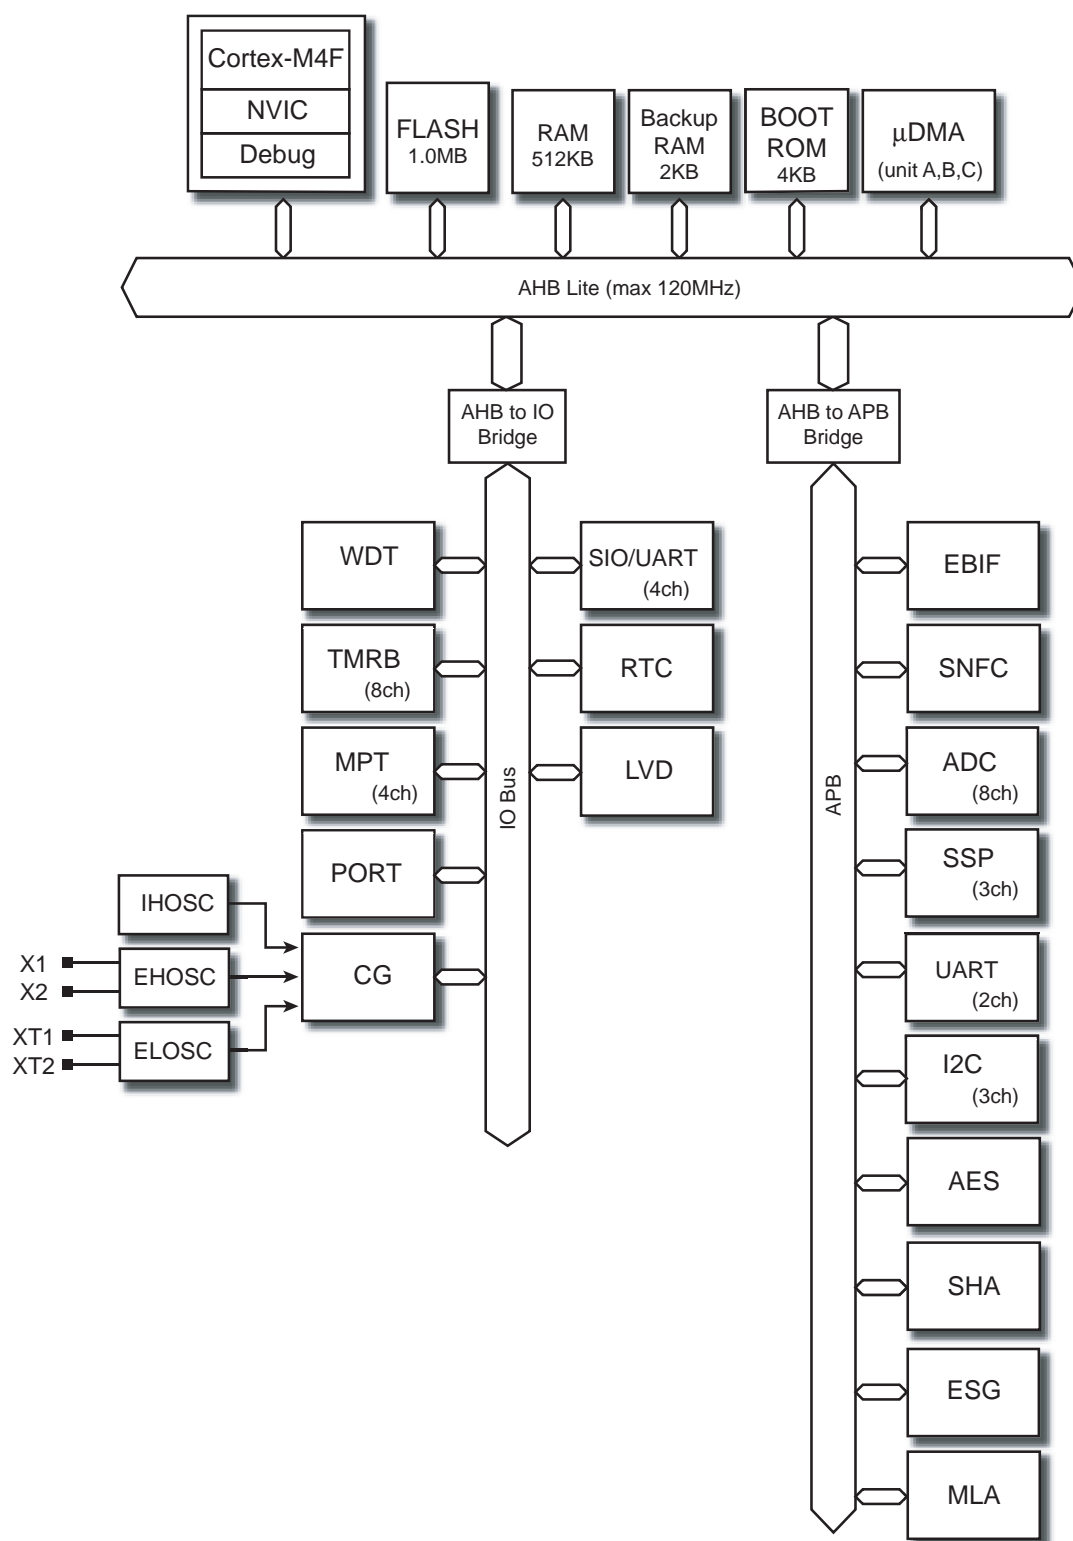 Cortex-M4F
NVIC
Debug
FLASH
1.0MB
RAM
512KB
Backup
RAM
2KB
BOOT
ROM
4KB
µDMA
(unit A,B,C)
AHB Lite (max 120MHz)
AHB to IO
Bridge
AHB to APB
Bridge
WDT
TMRB
(8ch)
MPT
(4ch)
PORT
CG
IHOSC
EHOSC
ELOSC
X1
X2
XT1
XT2
IO Bus
SIO/UART
(4ch)
RTC
LVD
APB
EBIF
SNFC
ADC
(8ch)
SSP
(3ch)
UART
(2ch)
I2C
(3ch)
AES
SHA
ESG
MLA